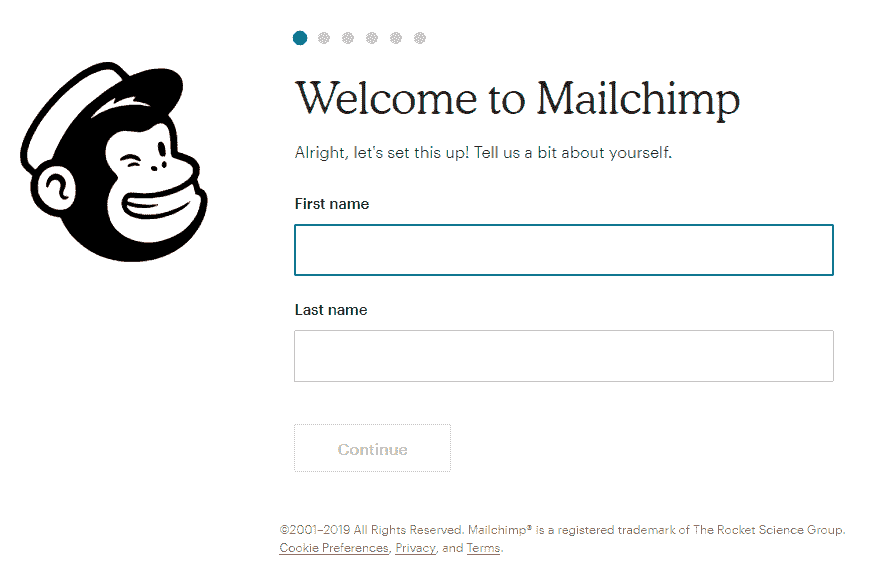 Welcome to Mailchimp
Alright, let's set this up! Tell us a bit about yourself.
First name
Last name
Continue
©2001–2019 All Rights Reserved. Mailchimp® is a registered trademark of The Rocket Science Group.
Cookie Preferences, Privacy, and Terms.